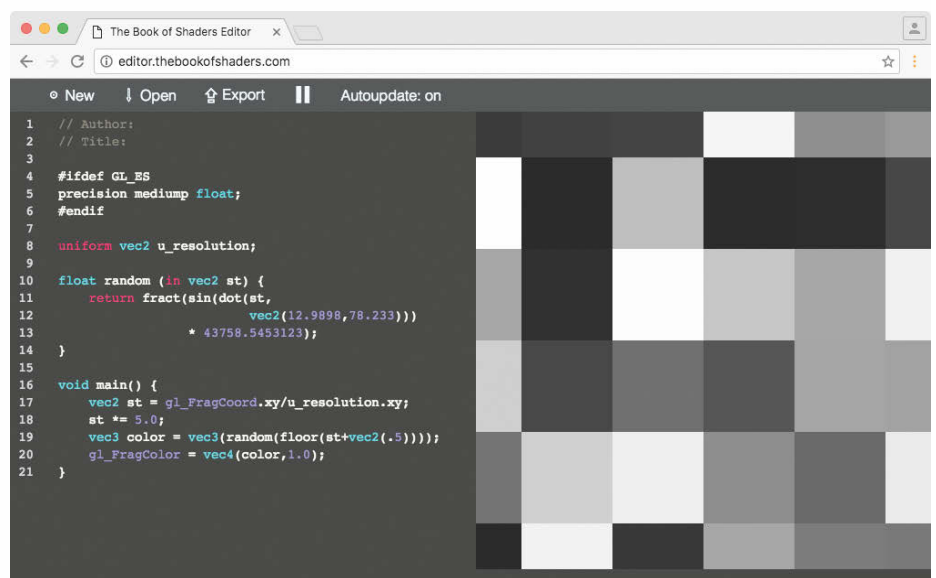 The Book of Shaders Editor
editor.thebookofshaders.com
New Open Export Autoupdate: on
1 // Author:
2 // Title:
3
4 #ifdef GL_ES
5 precision mediump float;
6 #endif
7
8 uniform vec2 u_resolution;
9
10 float random (in vec2 st) {
11 return fract(sin(dot(st,
12 vec2(12.9898,78.233)))
13 * 43758.5453123);
14 }
15
16 void main() {
17 vec2 st = gl_FragCoord.xy/u_resolution.xy;
18 st *= 5.0;
19 vec3 color = vec3(random(floor(st+vec2(.5))));
20 gl_FragColor = vec4(color,1.0);
21 }